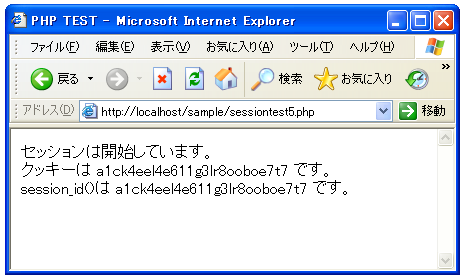 PHP TEST - Microsoft Internet Explorer
ファイル(F) 編集(E) 表示(V) お気に入り(A) ツール(T) ヘルプ(H)
戻る 検索 お気に入り
アドレス(D) http://localhost/sample/sessiontest5.php 移動
セッションは開始しています。
クッキーは a1ck4eel4e611g3lr8ooboe7t7 です。
session_id()は a1ck4eel4e611g3lr8ooboe7t7 です。